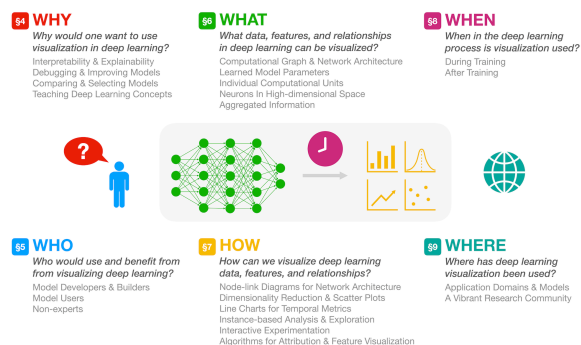 §4 WHY
Why would one want to use
visualization in deep learning?
Interpretability & Explainability
Debugging & Improving Models
Comparing & Selecting Models
Teaching Deep Learning Concepts
§6 WHAT
What data, features, and relationships
in deep learning can be visualized?
Computational Graph & Network Architecture
Learned Model Parameters
Individual Computational Units
Neurons In High-dimensional Space
Aggregated Information
§8 WHEN
When in the deep learning
process is visualization used?
During Training
After Training
?
§5 WHO
Who would use and benefit from
from visualizing deep learning?
Model Developers & Builders
Model Users
Non-experts
§7 HOW
How can we visualize deep learning
data, features, and relationships?
Node-link Diagrams for Network Architecture
Dimensionality Reduction & Scatter Plots
Line Charts for Temporal Metrics
Instance-based Analysis & Exploration
Interactive Experimentation
Algorithms for Attribution & Feature Visualization
§9 WHERE
Where has deep learning
visualization been used?
Application Domains & Models
A Vibrant Research Community